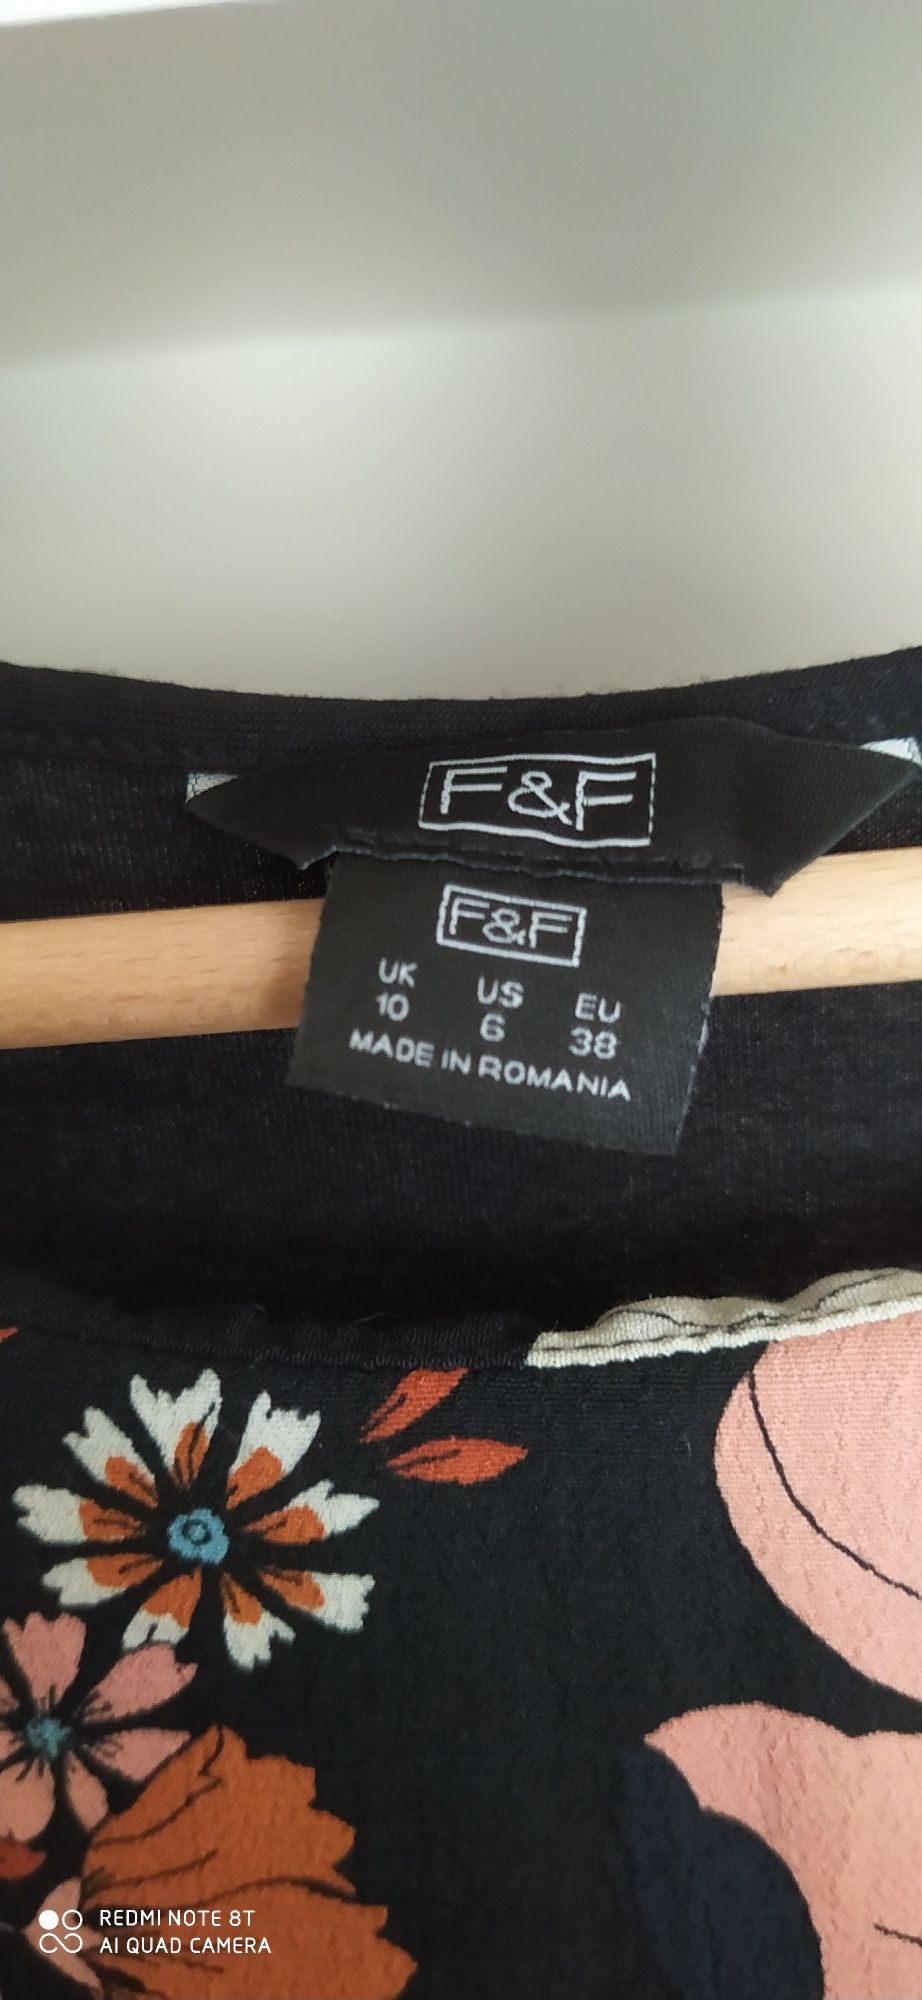 F&F
F&F
UK US EU
10 6 38
MADE IN ROMANIA
REDMI NOTE 8T
AI QUAD CAMERA